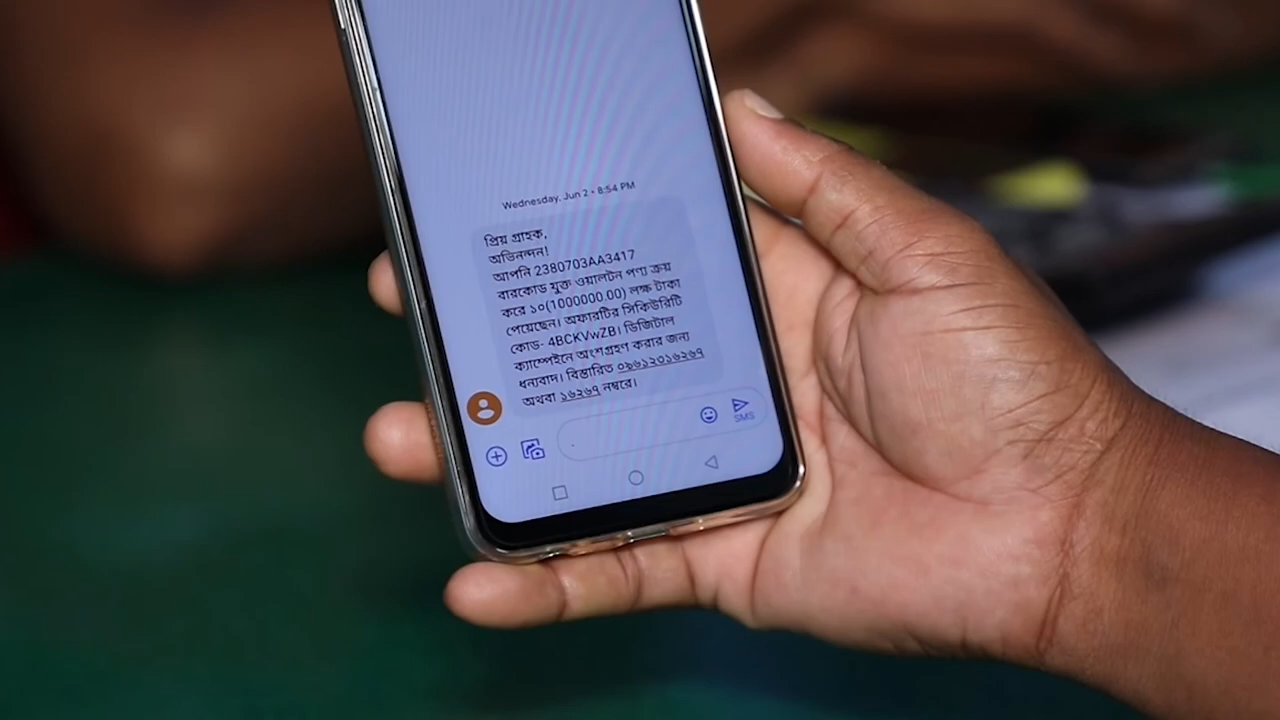 Wednesday, Jun 2 • 8:54 PM
প্রিয় গ্রাহক,
অভিনন্দন!
আপনি 2380703AA3417
বারকোড যুক্ত ওয়ালটন পণ্য ক্রয়
করে ১০(1000000.00) লক্ষ টাকা
পেয়েছেন। অফারটির সিকিউরিটি
কোড- 4BCKVwZB। ডিজিটাল
ক্যাম্পেইনে অংশগ্রহণ করার জন্য
ধন্যবাদ। বিস্তারিত ০৯৬১২৩১৬২৬৭
অথবা ১৬২৬৭ নম্বরে।
SMS